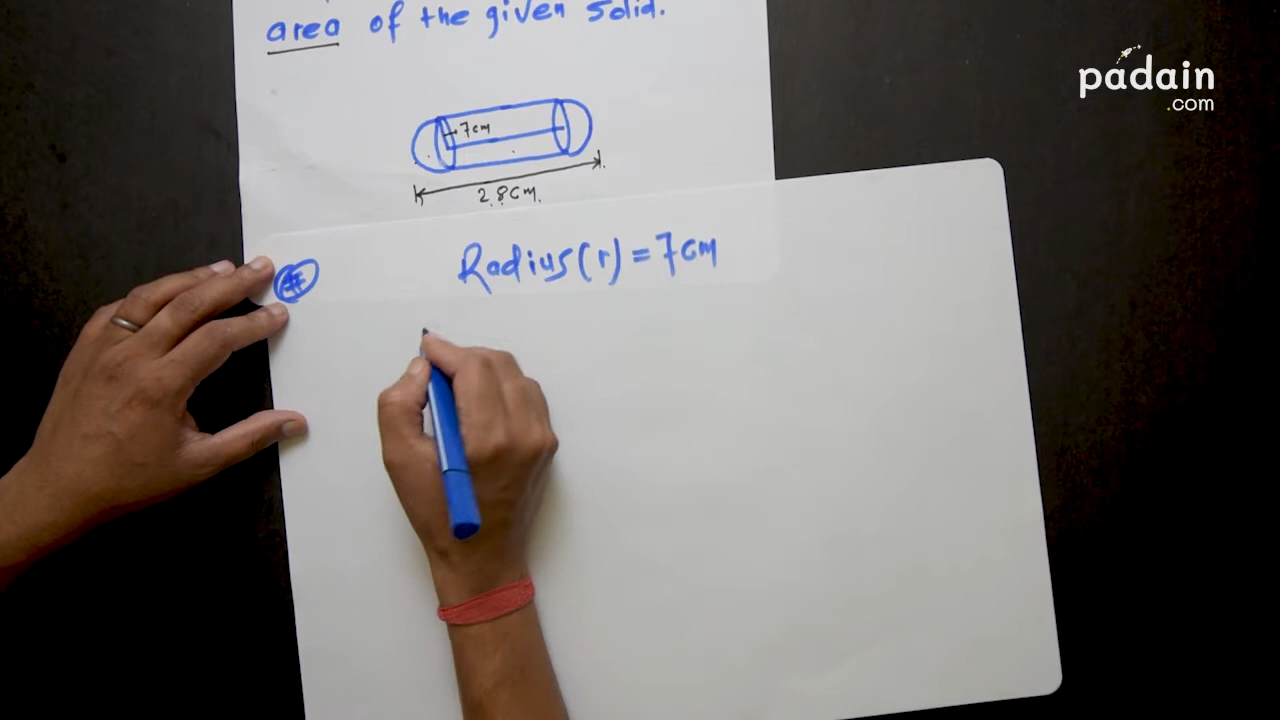 area of the given solid.
7cm
2.8cm.
Radius(r) = 7cm
padain
.com